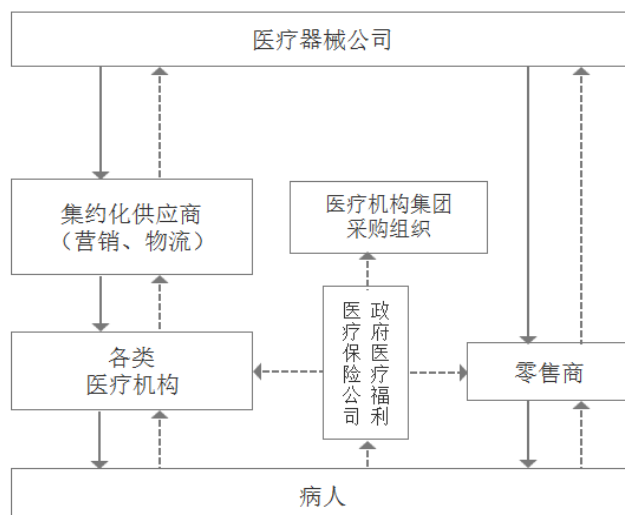 医疗器械公司
集约化供应商
（营销、物流）
医疗机构集团
采购组织
各类
医疗机构
政府医疗福利
医疗保险公司
零售商
病人